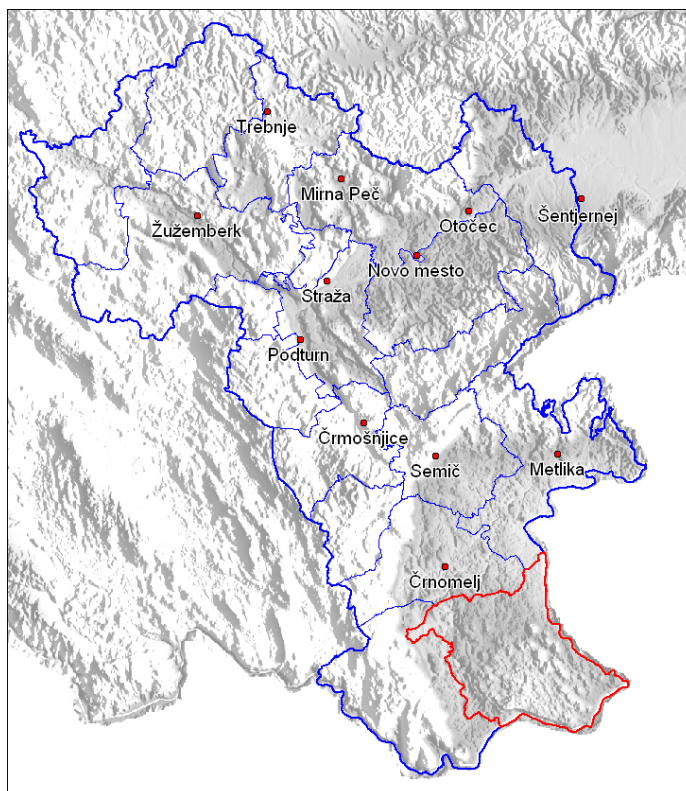 Trebnje
Mirna Peč
Žužemberk
Otočec
Šentjernej
Novo mesto
Straža
Podturn
Črmošnjice
Semič
Metlika
Črnomelj